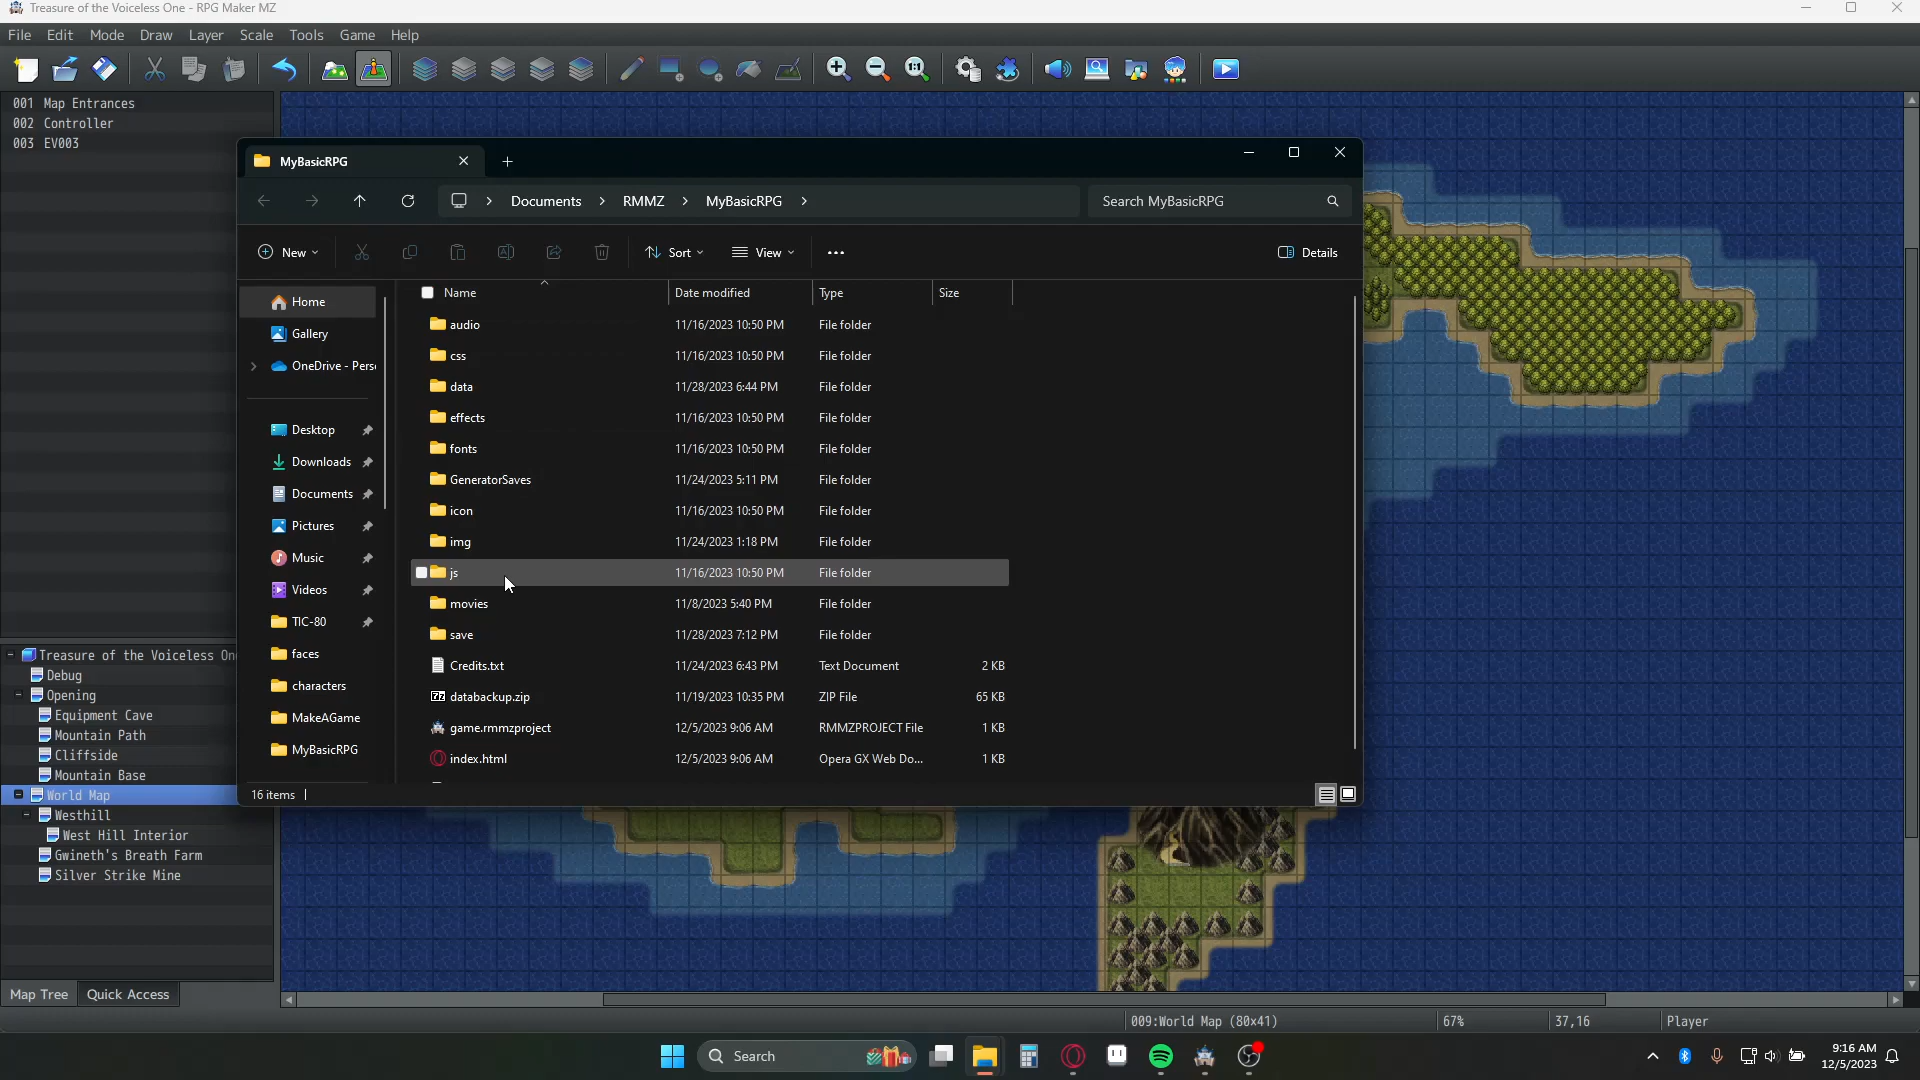 Treasure of the Voiceless One - RPG Maker MZ
File Edit Mode Draw Layer Scale Tools Game Help
001 Map Entrances
002 Controller
003 EV003
MyBasicRPG
Documents > RMMZ > MyBasicRPG >
Search MyBasicRPG
New
Sort
View
Details
Home
Gallery
OneDrive - Pers
Desktop
Downloads
Documents
Pictures
Music
Videos
TIC-80
faces
characters
MakeAGame
MyBasicRPG
Name Date modified Type Size
audio 11/16/2023 10:50 PM File folder
css 11/16/2023 10:50 PM File folder
data 11/28/2023 6:44 PM File folder
effects 11/16/2023 10:50 PM File folder
fonts 11/16/2023 10:50 PM File folder
GeneratorSaves 11/24/2023 5:11 PM File folder
icon 11/16/2023 10:50 PM File folder
img 11/24/2023 1:18 PM File folder
js 11/16/2023 10:50 PM File folder
movies 11/8/2023 5:40 PM File folder
save 11/28/2023 7:12 PM File folder
Credits.txt 11/24/2023 6:43 PM Text Document 2 KB
databackup.zip 11/19/2023 10:35 PM ZIP File 65 KB
game.rmmzproject 12/5/2023 9:06 AM RMMZPROJECT File 1 KB
index.html 12/5/2023 9:06 AM Opera GX Web Do... 1 KB
16 items
Treasure of the Voiceless On
Debug
Opening
Equipment Cave
Mountain Path
Cliffside
Mountain Base
World Map
Westhill
West Hill Interior
Gwineth's Breath Farm
Silver Strike Mine
Map Tree Quick Access
009:World Map (80×41) 67% 37,16 Player
Search
9:16 AM
12/5/2023